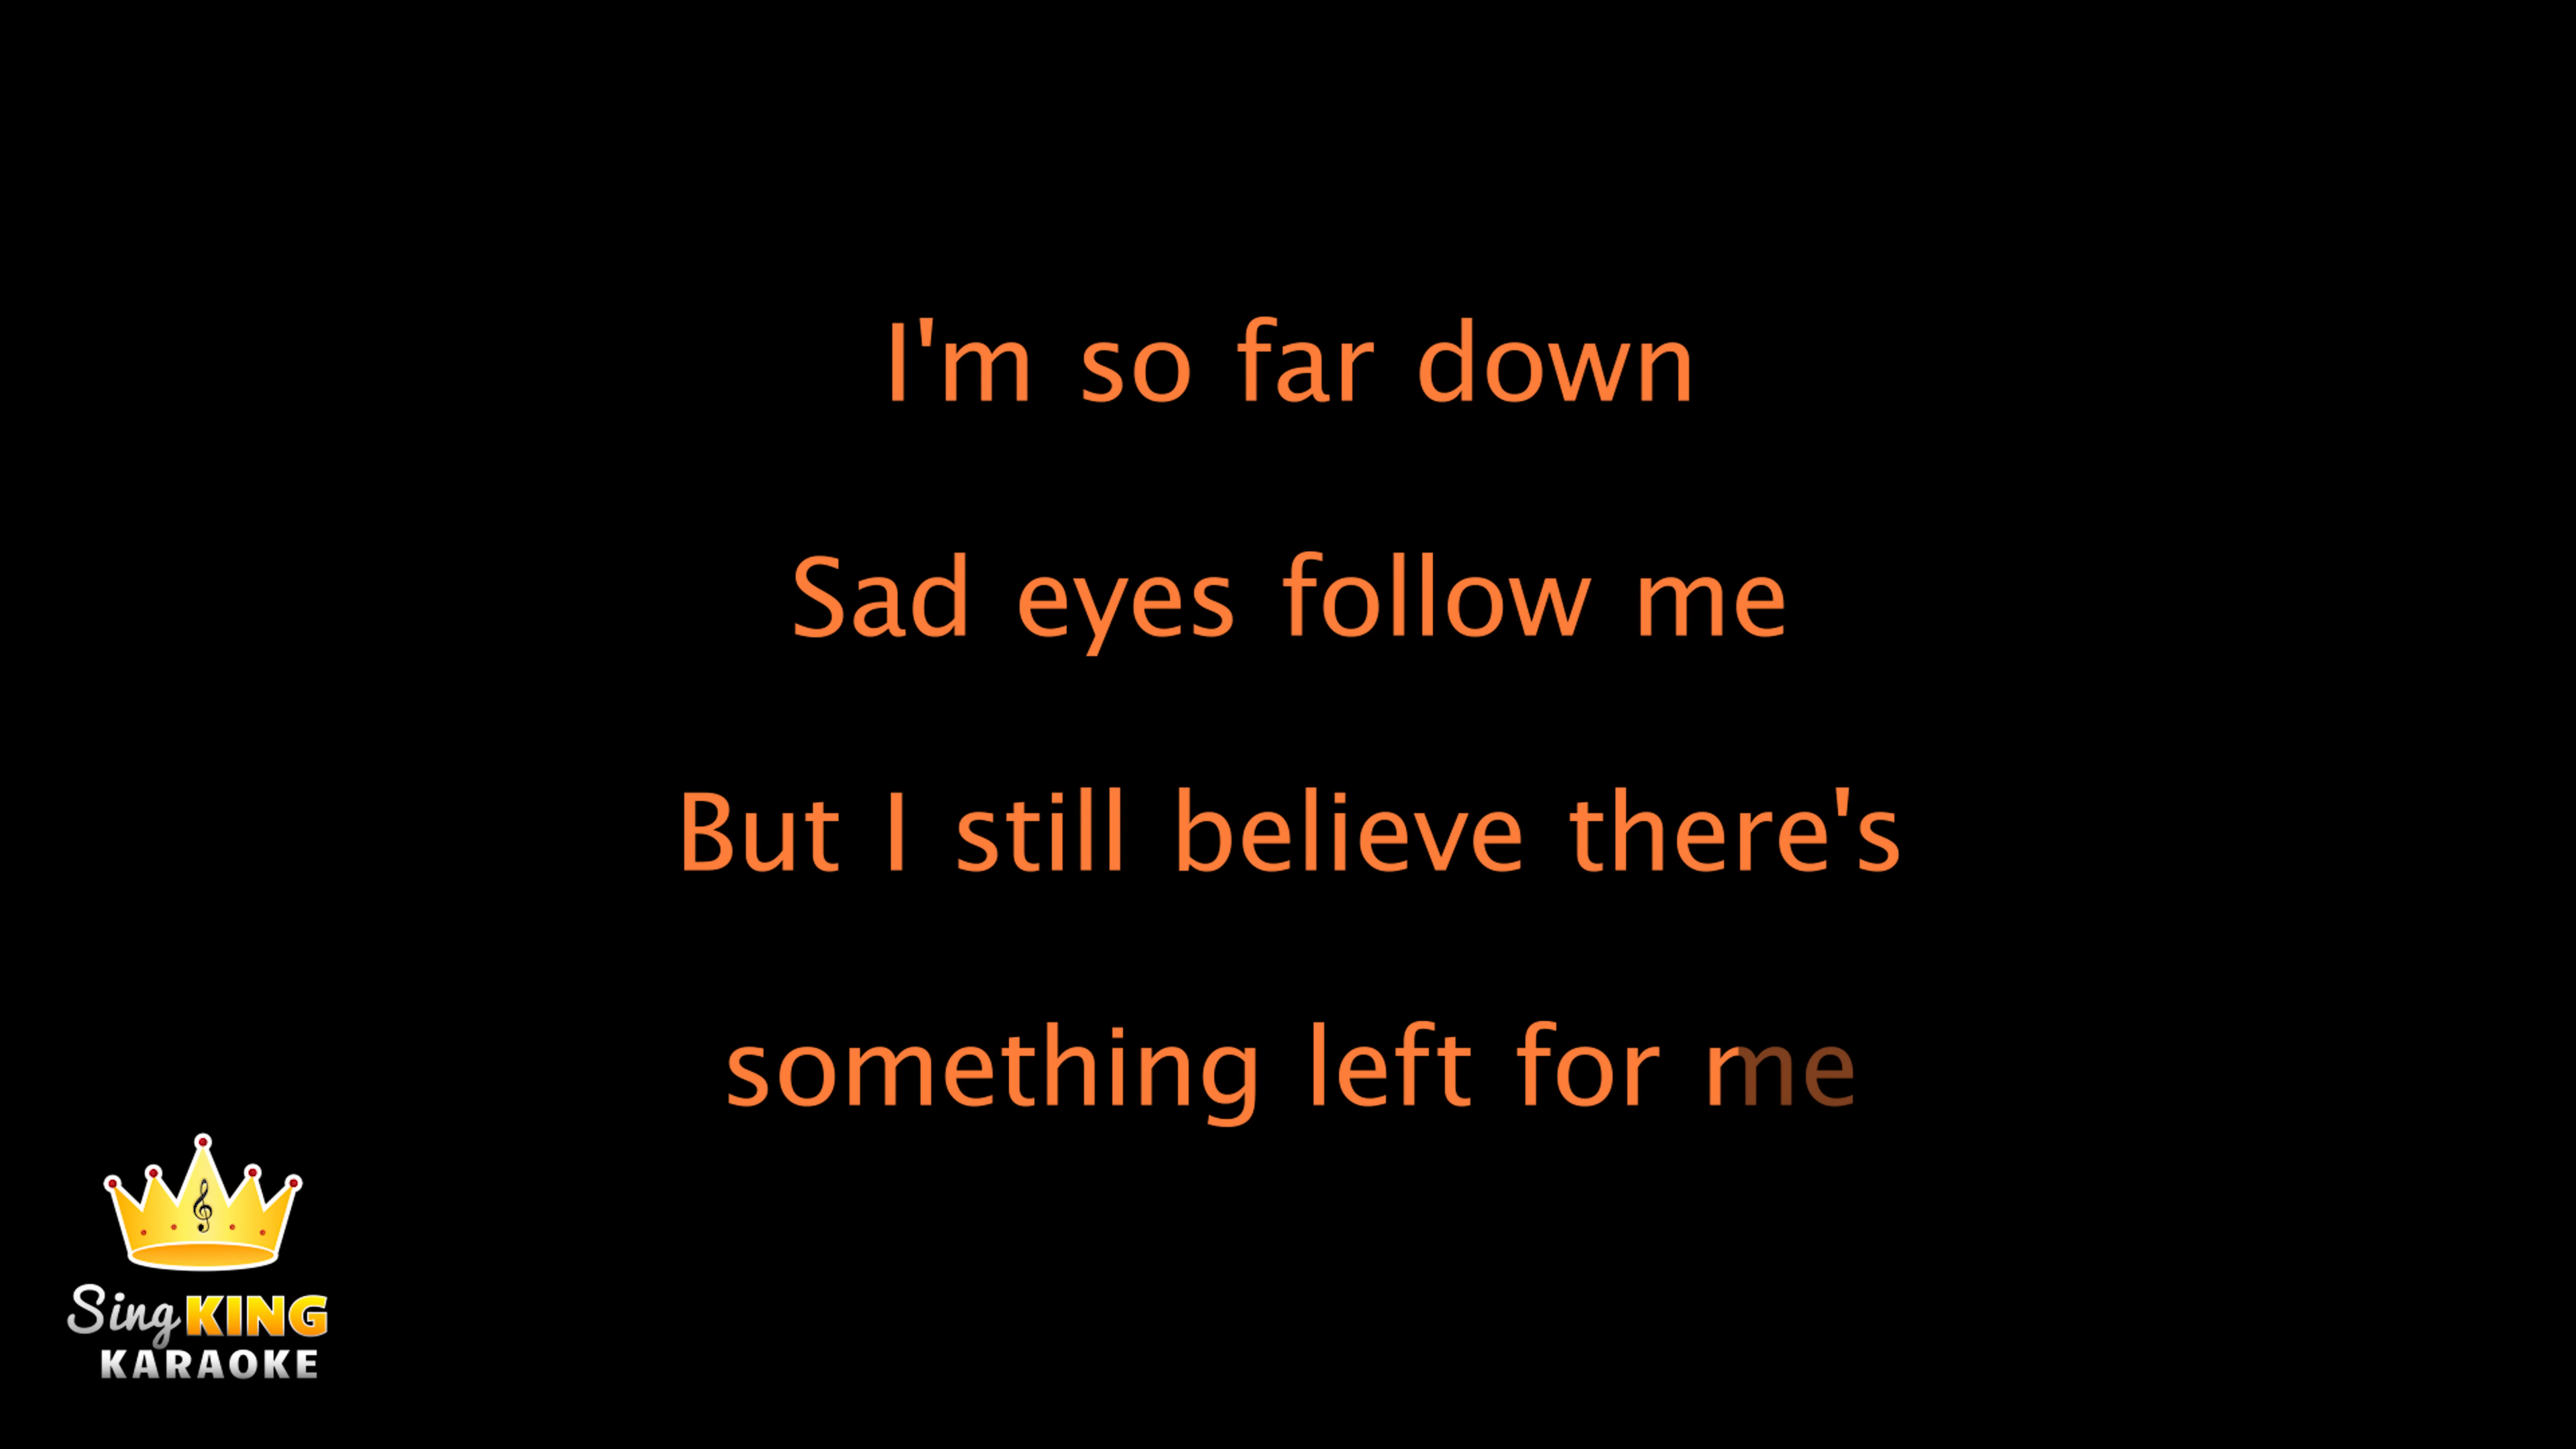 I'm so far down
Sad eyes follow me
But I still believe there's
something left for me
Sing KING
KARAOKE